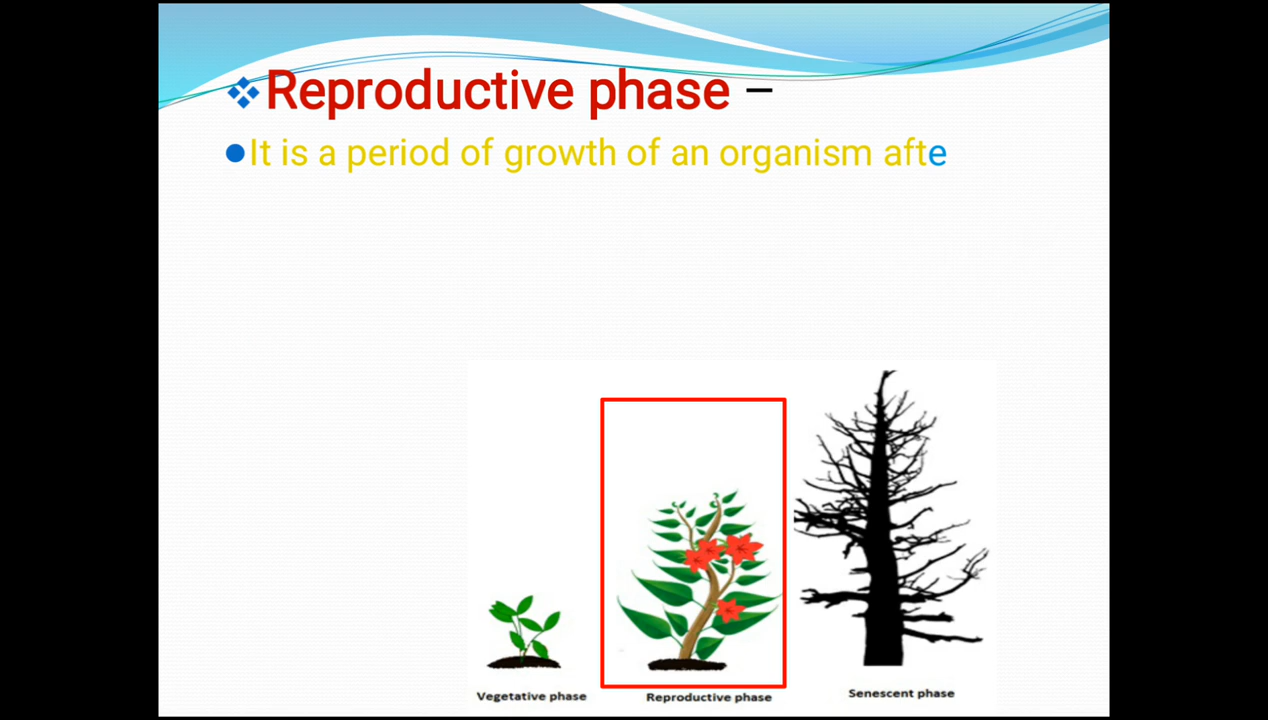 Reproductive phase –
It is a period of growth of an organism afte
Vegetative phase
Reproductive phase
Senescent phase